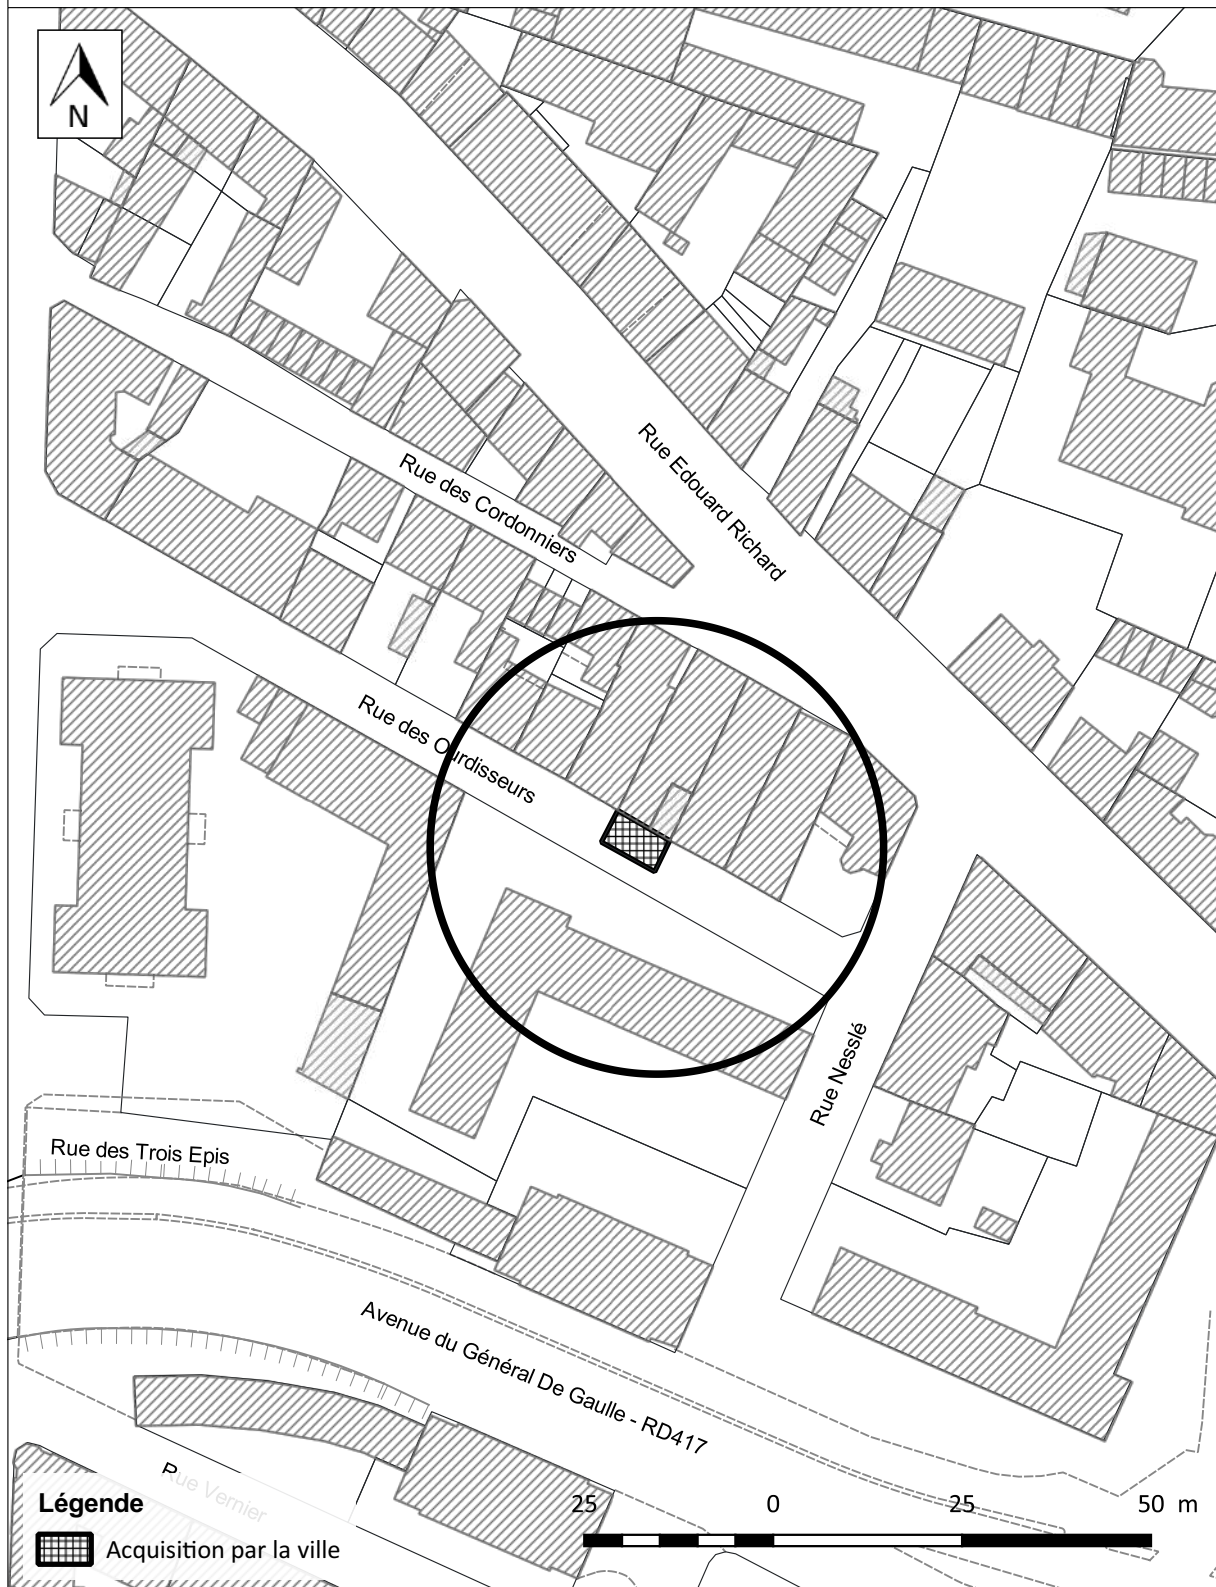 N
Rue Edouard Richard
Rue des Cordonniers
Rue des Ourdisseurs
Rue Nesslé
Rue des Trois Epis
Avenue du Général De Gaulle - RD417
Rue Vernier
Légende
Acquisition par la ville
25 0 25 50 m